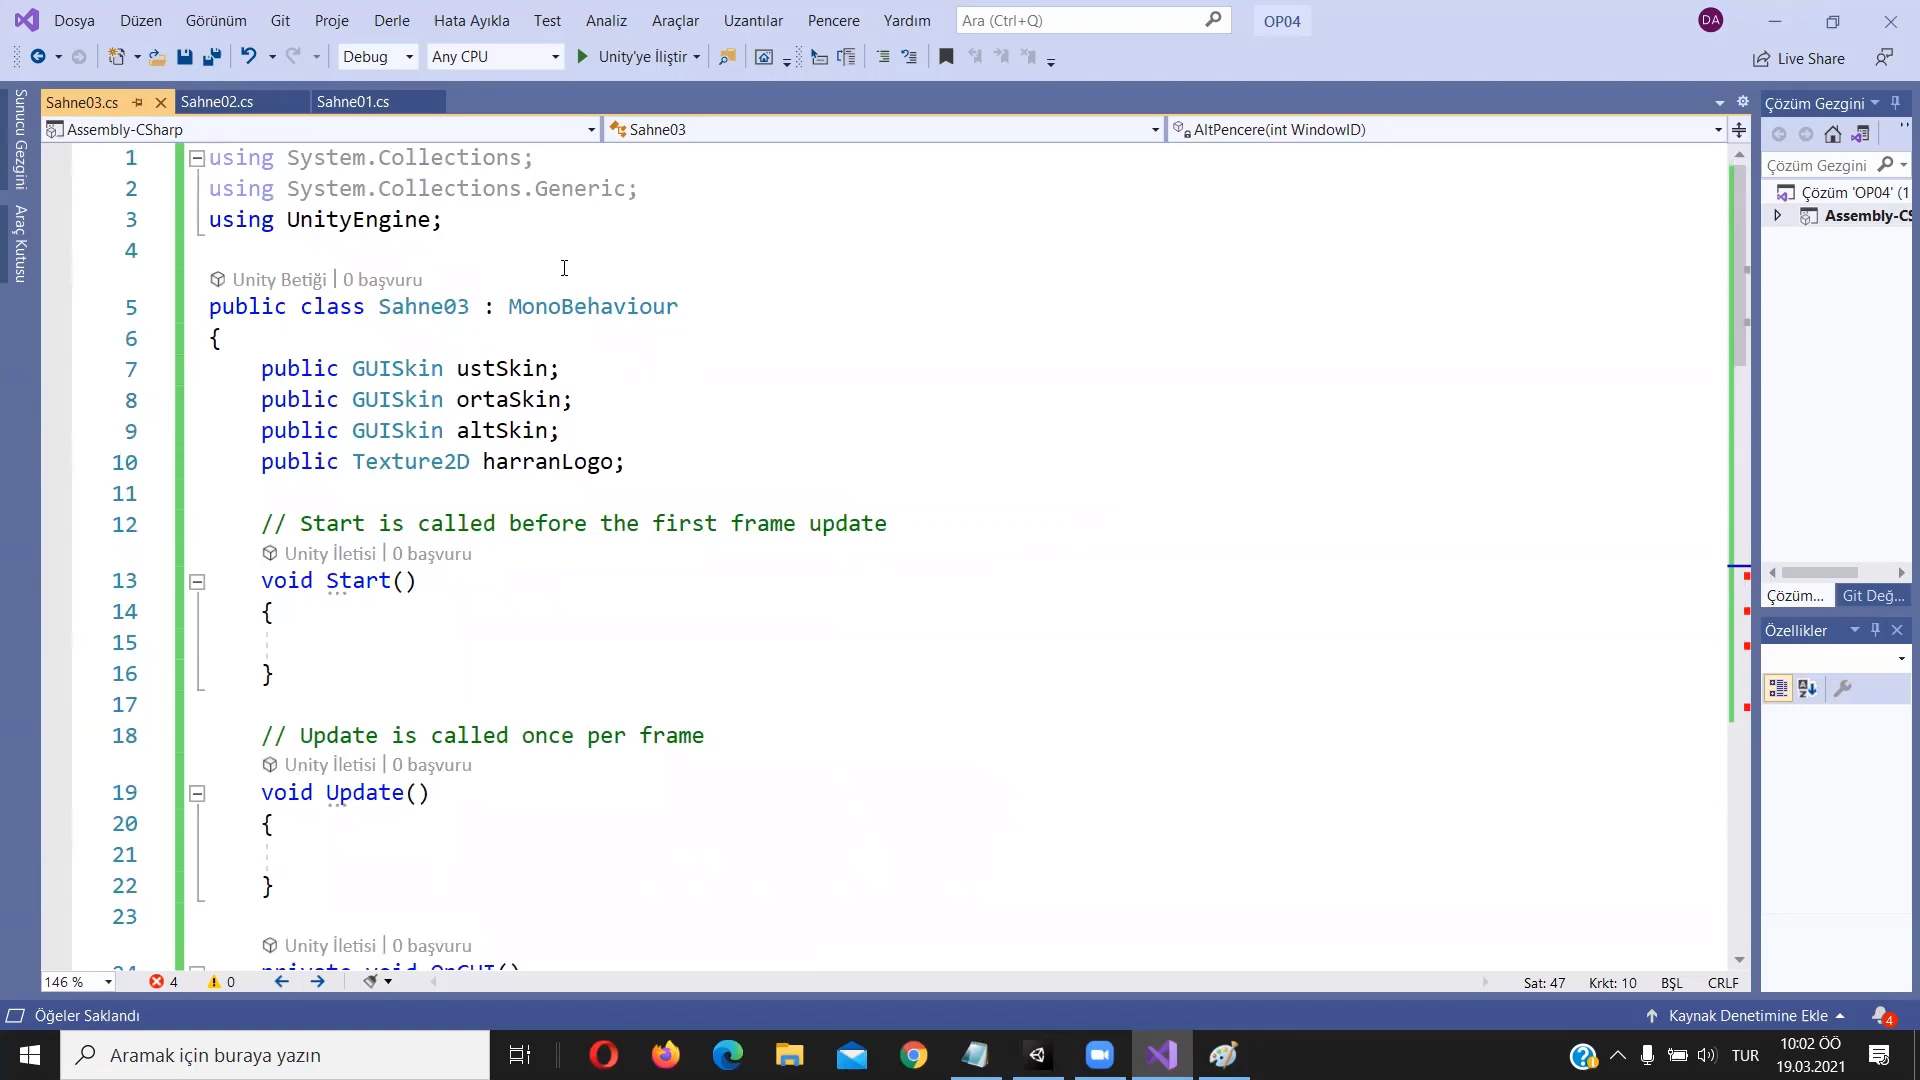 Dosya Düzen Görünüm Git Proje Derle Hata Ayıkla Test Analiz Araçlar Uzantılar Pencere Yardım Ara (Ctrl+Q) OP04 DA
Debug Any CPU Unity'ye İliştir Live Share
Sunucu Gezgini
Araç Kutusu
Sahne03.cs Sahne02.cs Sahne01.cs
Assembly-CSharp Sahne03 AltPencere(int WindowID)
1 using System.Collections;
2 using System.Collections.Generic;
3 using UnityEngine;
4
Unity Betiği | 0 başvuru
5 public class Sahne03 : MonoBehaviour
6 {
7 public GUISkin ustSkin;
8 public GUISkin ortaSkin;
9 public GUISkin altSkin;
10 public Texture2D harranLogo;
11
12 // Start is called before the first frame update
Unity İletisi | 0 başvuru
13 void Start()
14 {
15
16 }
17
18 // Update is called once per frame
Unity İletisi | 0 başvuru
19 void Update()
20 {
21
22 }
23
Unity İletisi | 0 başvuru
24 private void OnGUI()
146 % 4 0 Sat: 47 Krkt: 10 BŞL CRLF
Çözüm Gezgini
Çözüm Gezgini
Çözüm 'OP04' (1
Assembly-CS
Çözüm... Git Değ...
Özellikler
Öğeler Saklandı Kaynak Denetimine Ekle 4
Aramak için buraya yazın TUR 10:02 ÖÖ
19.03.2021